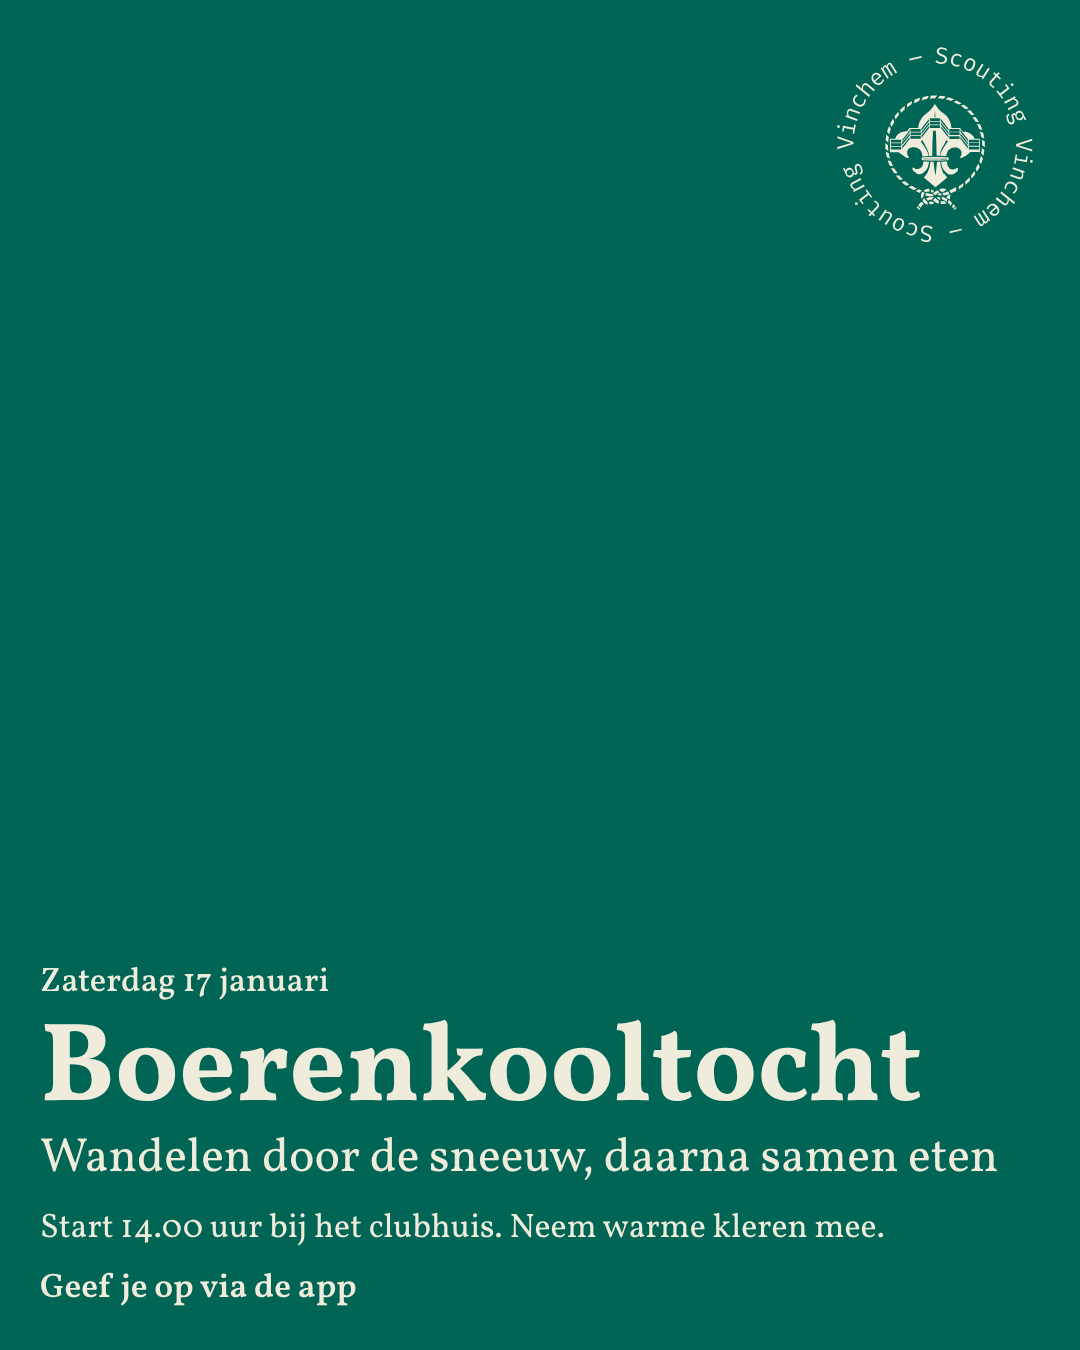 Scouting Vinchem – Scouting Vinchem –
Zaterdag 17 januari
Boerenkooltocht
Wandelen door de sneeuw, daarna samen eten
Start 14.00 uur bij het clubhuis. Neem warme kleren mee.
Geef je op via de app